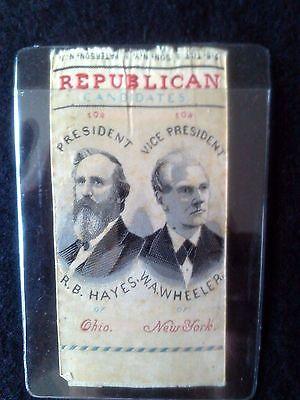 REPUBLICAN
CANDIDATES
FOR FOR
PRESIDENT VICE PRESIDENT
R.B. HAYES, W.A. WHEELER,
OF OF
Ohio. New York.